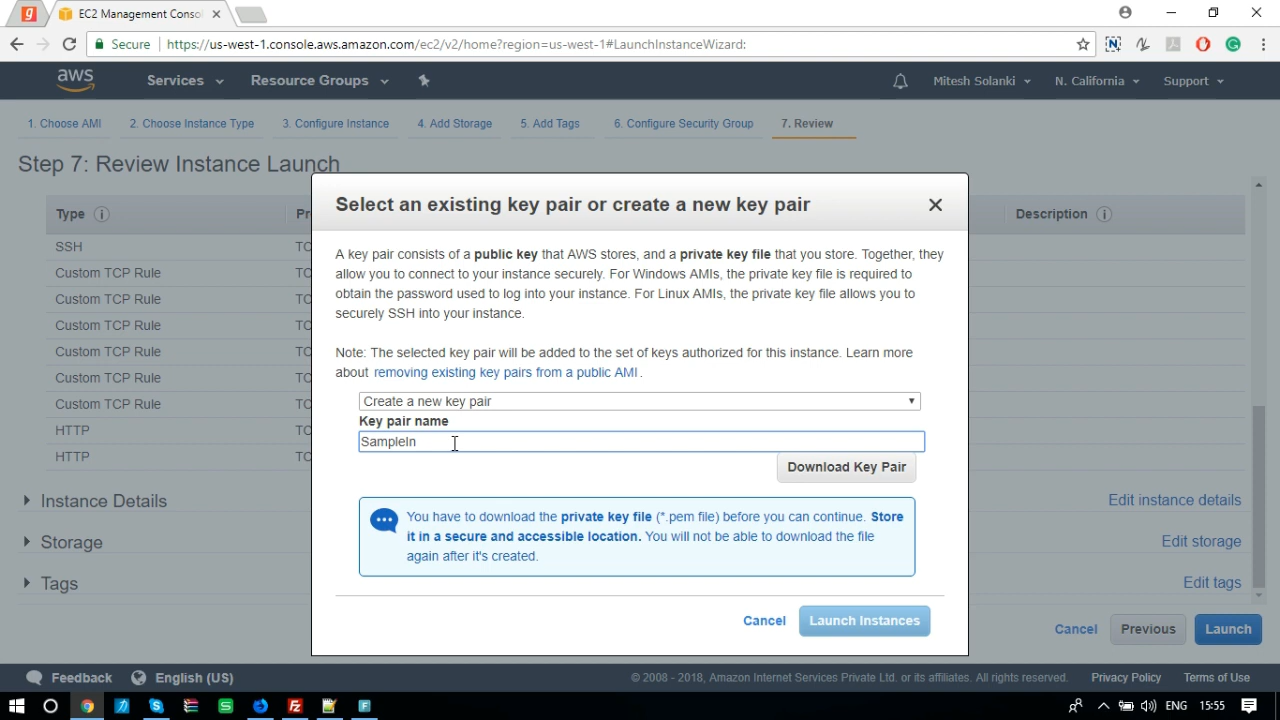 EC2 Management Conso
Secure
https://us-west-1.console.aws.amazon.com/ec2/v2/home?region=us-west-1#LaunchInstanceWizard:
aws
Services
Resource Groups
Mitesh Solanki
N. California
Support
1. Choose AMI
2. Choose Instance Type
3. Configure Instance
4. Add Storage
5. Add Tags
6. Configure Security Group
7. Review
Step 7: Review Instance Launch
Type
Pr
Description
SSH
TC
Custom TCP Rule
TC
Custom TCP Rule
TC
Custom TCP Rule
TC
Custom TCP Rule
TC
Custom TCP Rule
TC
Custom TCP Rule
TC
HTTP
TC
HTTP
TC
Instance Details
Edit instance details
Storage
Edit storage
Tags
Edit tags
Select an existing key pair or create a new key pair
A key pair consists of a public key that AWS stores, and a private key file that you store. Together, they
allow you to connect to your instance securely. For Windows AMIs, the private key file is required to
obtain the password used to log into your instance. For Linux AMIs, the private key file allows you to
securely SSH into your instance.
Note: The selected key pair will be added to the set of keys authorized for this instance. Learn more
about removing existing key pairs from a public AMI.
Create a new key pair
Key pair name
SampleIn
Download Key Pair
You have to download the private key file (*.pem file) before you can continue. Store
it in a secure and accessible location. You will not be able to download the file
again after it's created.
Cancel
Launch Instances
Cancel
Previous
Launch
Feedback
English (US)
© 2008 - 2018, Amazon Internet Services Private Ltd. or its affiliates. All rights reserved.
Privacy Policy
Terms of Use
ENG
15:55